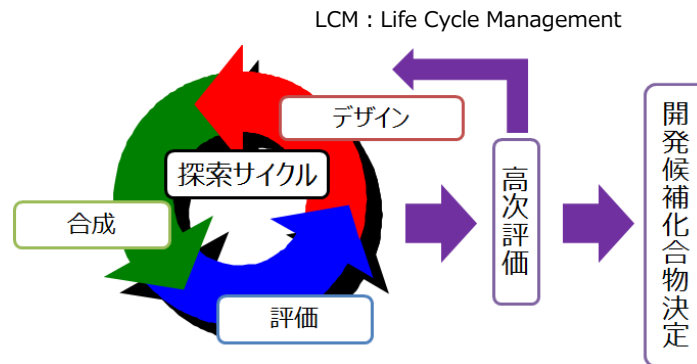 LCM : Life Cycle Management
デザイン
探索サイクル
合成
評価
高次評価
開発候補化合物決定